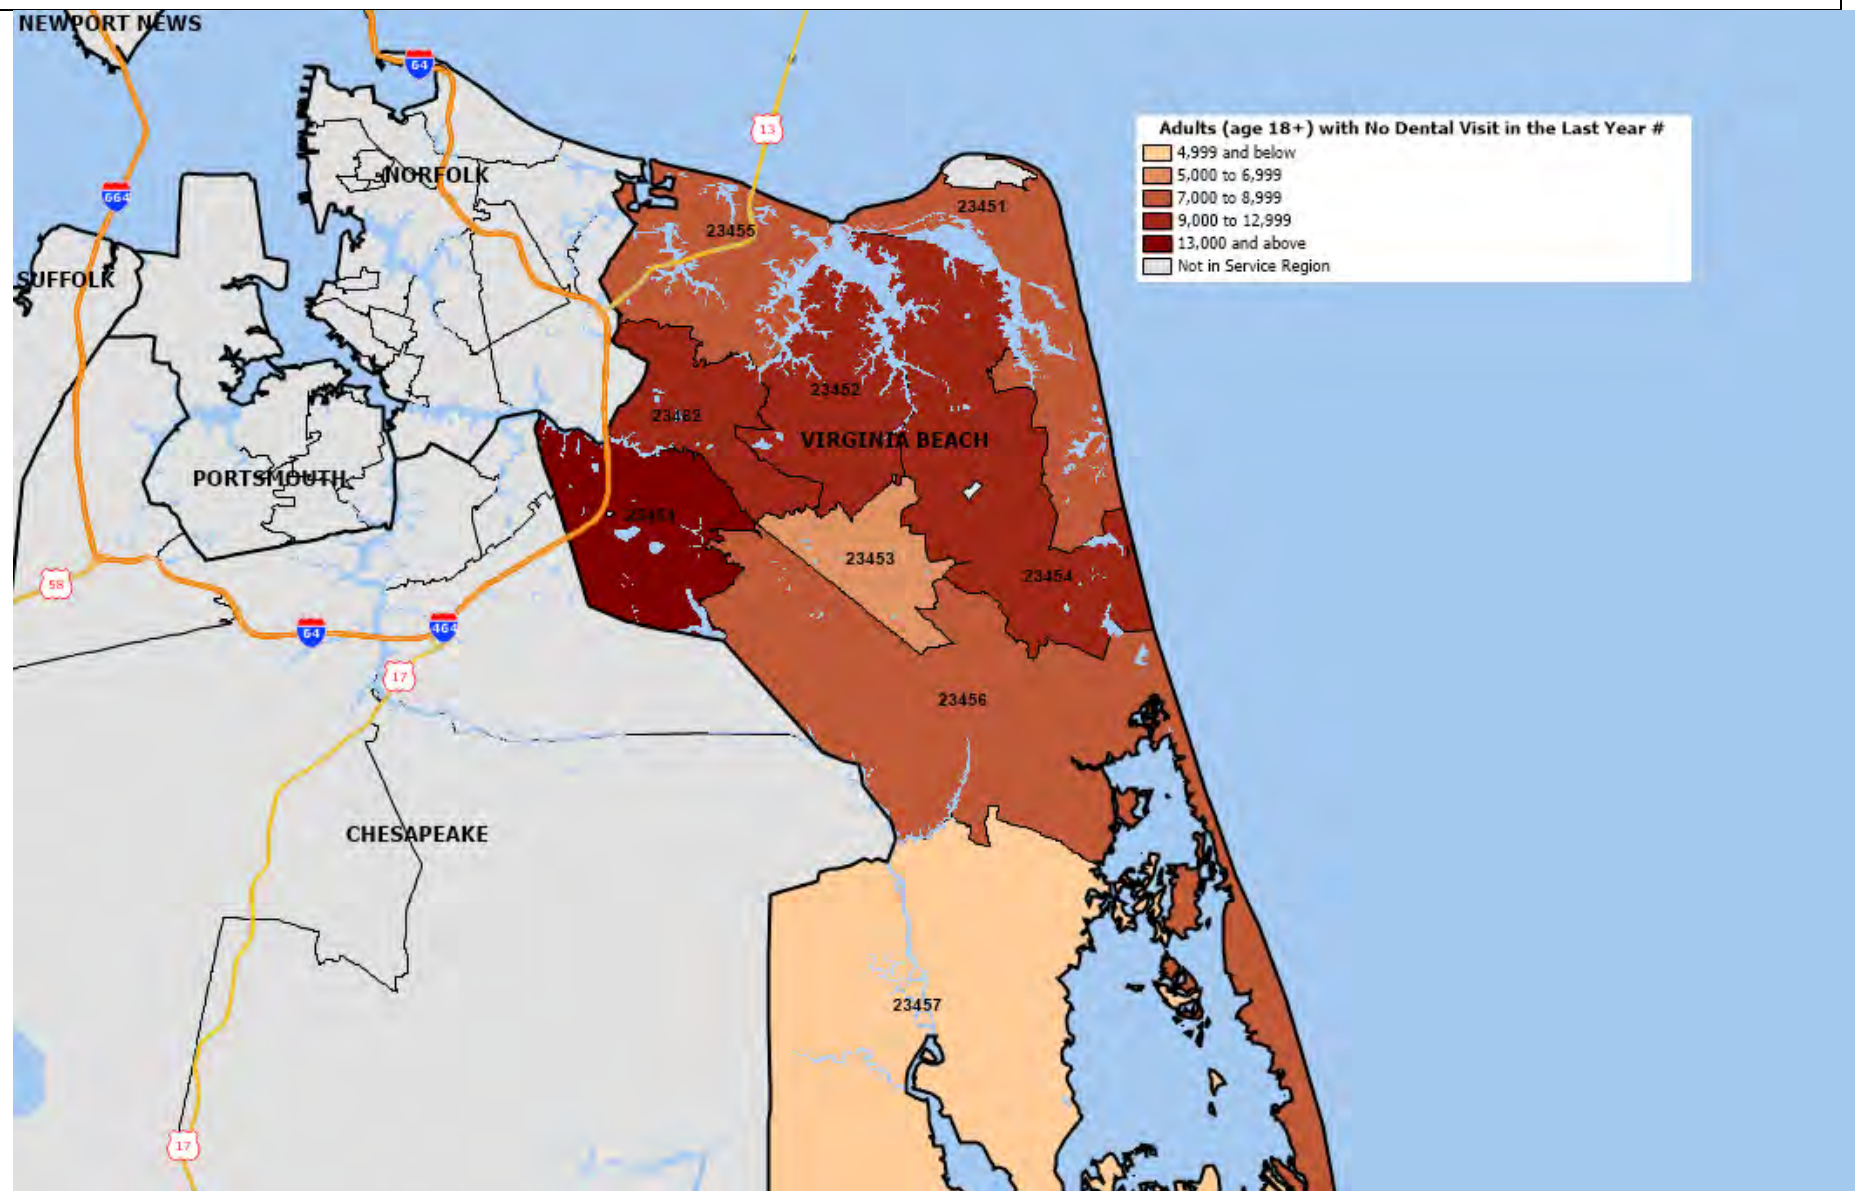 NEWPORT NEWS
64
13
Adults (age 18+) with No Dental Visit in the Last Year #
4,999 and below
5,000 to 6,999
7,000 to 8,999
9,000 to 12,999
13,000 and above
Not in Service Region
NORFOLK
664
23451
23455
SUFFOLK
23452
23462
VIRGINIA BEACH
PORTSMOUTH
23453
23454
58
64
464
17
23456
CHESAPEAKE
23457
17